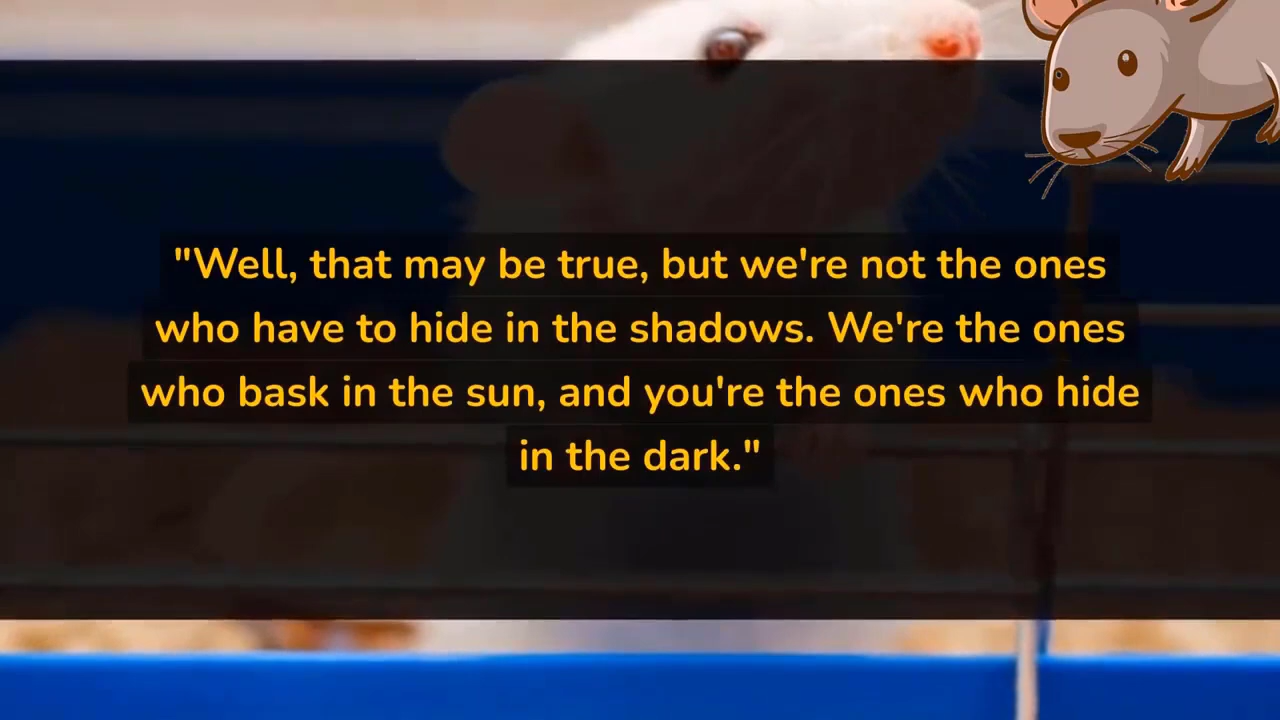 "Well, that may be true, but we're not the ones
who have to hide in the shadows. We're the ones
who bask in the sun, and you're the ones who hide
in the dark."